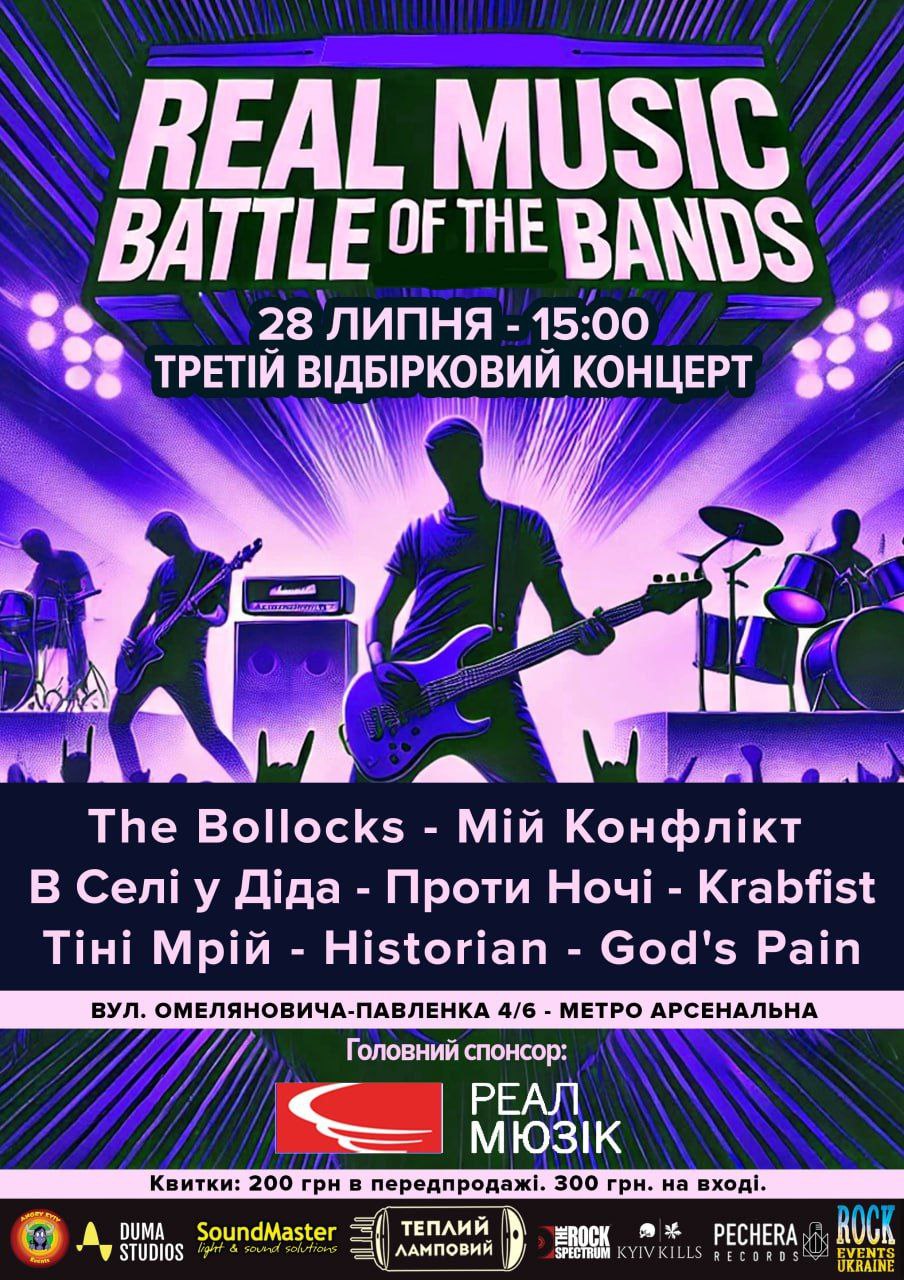 REAL MUSIC
BATTLE OF THE BANDS
28 ЛИПНЯ - 15:00
ТРЕТІЙ ВІДБІРКОВИЙ КОНЦЕРТ
The Bollocks - Мій Конфлікт
В Селі у Діда - Проти Ночі - Krabfist
Тіні Мрій - Historian - God's Pain
ВУЛ. ОМЕЛЯНОВИЧА-ПАВЛЕНКА 4/6 - МЕТРО АРСЕНАЛЬНА
Головний спонсор:
РЕАЛ
МЮЗІК
Квитки: 200 грн в передпродажі. 300 грн. на вході.
ANGRY KYIV
Events
DUMA
STUDIOS
SoundMaster
light & sound solutions
ТЕПЛИЙ
ЛАМПОВИЙ
THE ROCK
SPECTRUM
KYIV KILLS
PECHERA
RECORDS
ROCK
EVENTS
UKRAINE